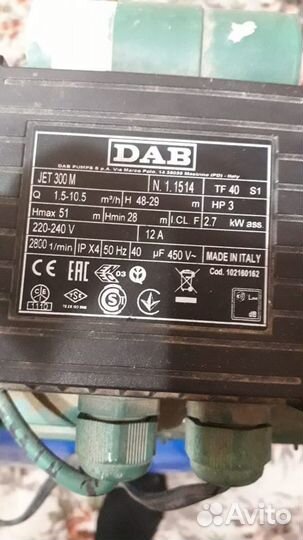 DAB
DAB PUMPS S.p.A. Via Marco Polo, 14 35035 Mestrino (PD) - Italy
JET 300 M N. 1.1514 TF 40 S1
Q 1.5-10.5 m³/h H 48-29 m HP 3
Hmax 51 m Hmin 28 m I.CL F 2.7 kW ass
220-240 V 12 A
2800 1/min IP X4 50 Hz 40 µF 450 V~
MADE IN ITALY
Cod. 102160162
03
dB
Avito